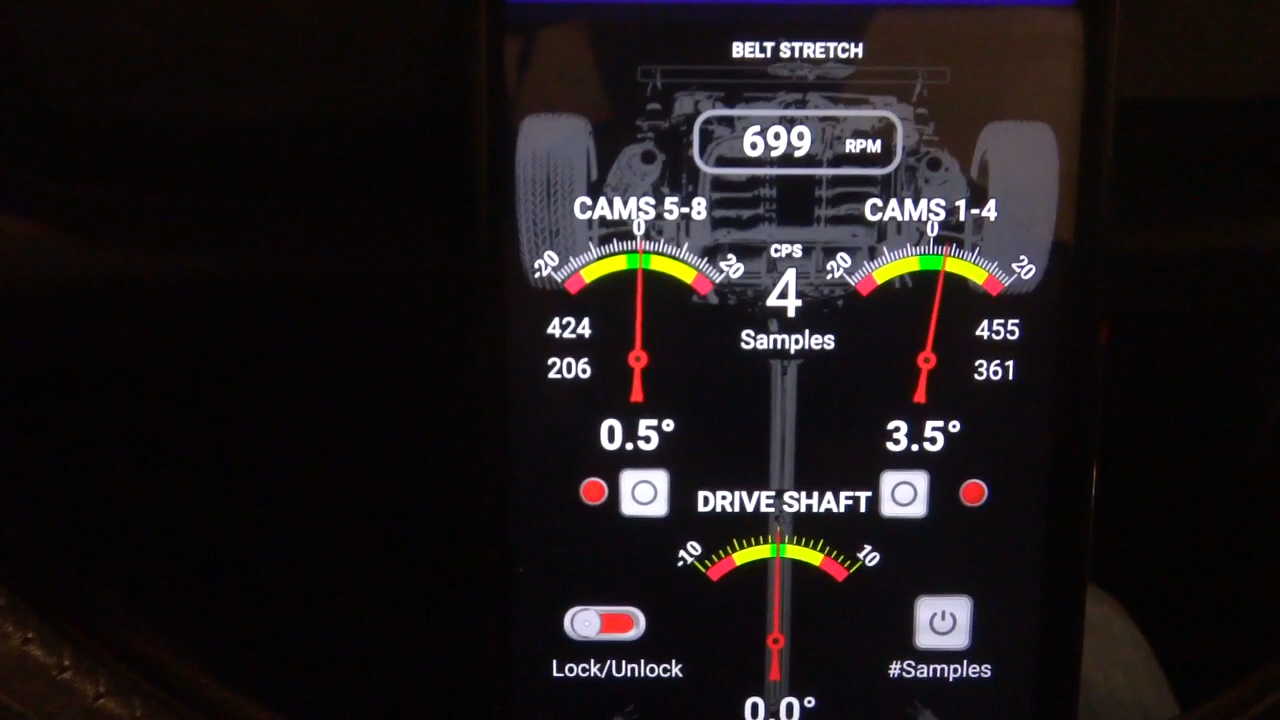 BELT STRETCH
699 RPM
CAMS 5-8
CAMS 1-4
-20 0 20
CPS
-20 0 20
4
Samples
424
206
455
361
0.5°
3.5°
DRIVE SHAFT
-10 10
Lock/Unlock
#Samples
0.0°